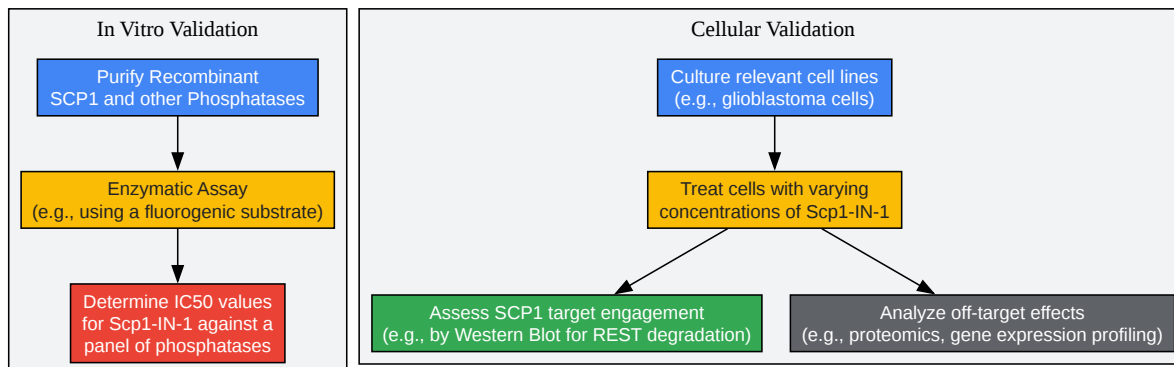 In Vitro Validation
Purify Recombinant
SCP1 and other Phosphatases
Enzymatic Assay
(e.g., using a fluorogenic substrate)
Determine IC50 values
for Scp1-IN-1 against a
panel of phosphatases
Cellular Validation
Culture relevant cell lines
(e.g., glioblastoma cells)
Treat cells with varying
concentrations of Scp1-IN-1
Assess SCP1 target engagement
(e.g., by Western Blot for REST degradation)
Analyze off-target effects
(e.g., proteomics, gene expression profiling)